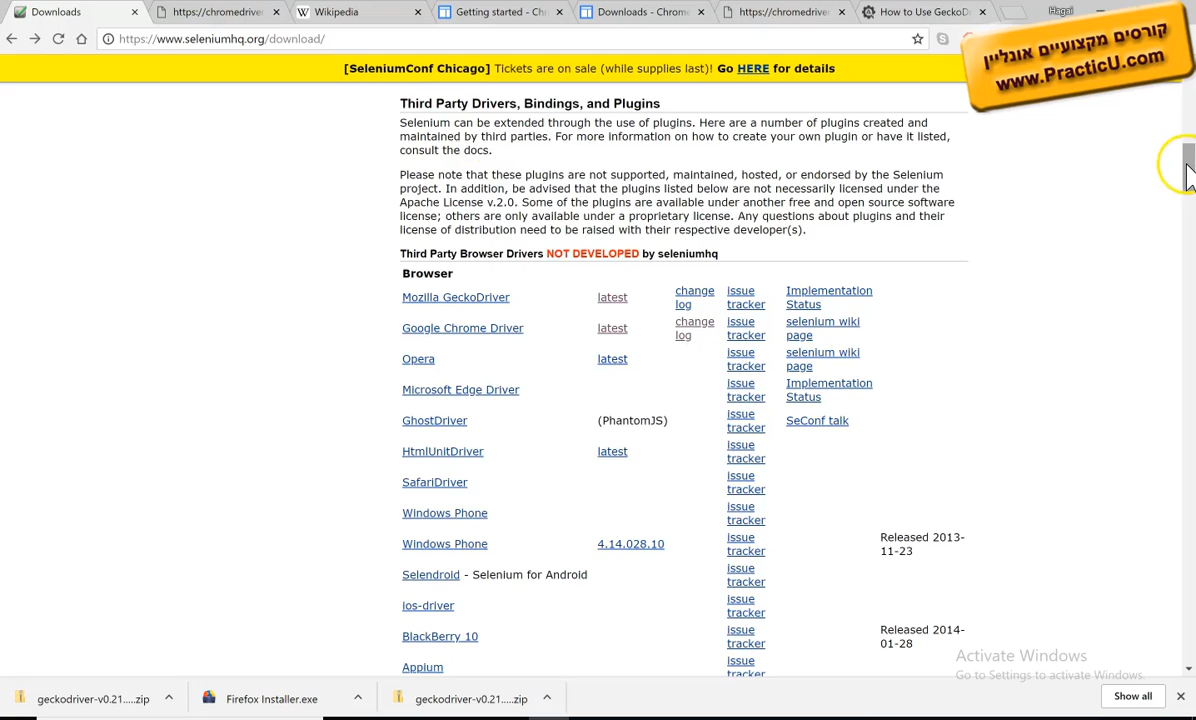 Downloads
https://chromedriver
Wikipedia
Getting started - Chr
Downloads - Chrome
https://chromedriver
How to Use GeckoD
Hagai
https://www.seleniumhq.org/download/
קורסים מקצועיים אונליין
www.PracticU.com
[SeleniumConf Chicago] Tickets are on sale (while supplies last)! Go HERE for details
Third Party Drivers, Bindings, and Plugins
Selenium can be extended through the use of plugins. Here are a number of plugins created and
maintained by third parties. For more information on how to create your own plugin or have it listed,
consult the docs.
Please note that these plugins are not supported, maintained, hosted, or endorsed by the Selenium
project. In addition, be advised that the plugins listed below are not necessarily licensed under the
Apache License v.2.0. Some of the plugins are available under another free and open source software
license; others are only available under a proprietary license. Any questions about plugins and their
license of distribution need to be raised with their respective developer(s).
Third Party Browser Drivers NOT DEVELOPED by seleniumhq
Browser
Mozilla GeckoDriver latest change log issue tracker Implementation Status
Google Chrome Driver latest change log issue tracker selenium wiki page
Opera latest issue tracker selenium wiki page
Microsoft Edge Driver issue tracker Implementation Status
GhostDriver (PhantomJS) issue tracker SeConf talk
HtmlUnitDriver latest issue tracker
SafariDriver issue tracker
Windows Phone issue tracker
Windows Phone 4.14.028.10 issue tracker Released 2013-11-23
Selendroid - Selenium for Android issue tracker
ios-driver issue tracker
BlackBerry 10 issue tracker Released 2014-01-28
Appium issue tracker
Activate Windows
Go to Settings to activate Windows.
geckodriver-v0.21....zip
Firefox Installer.exe
geckodriver-v0.21....zip
Show all